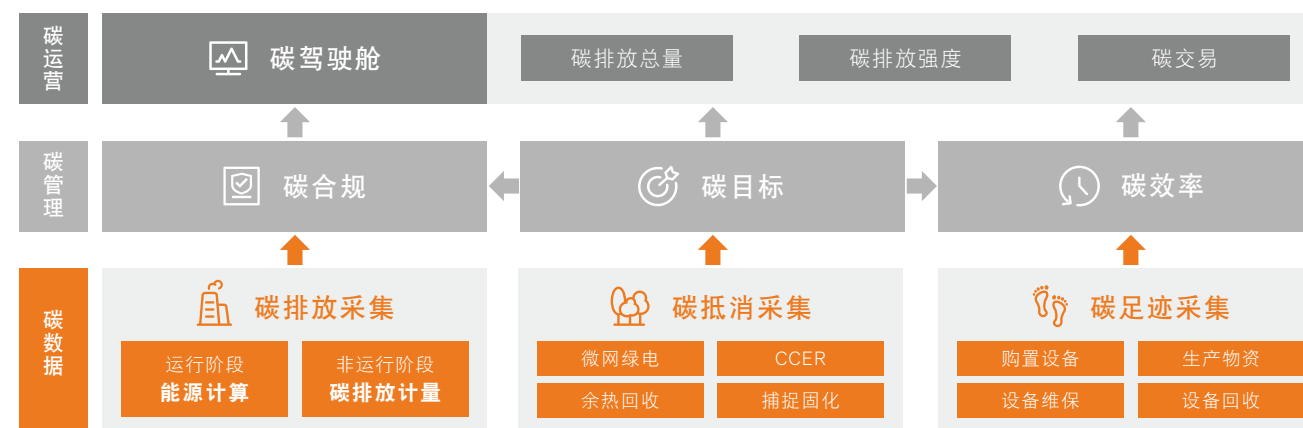 碳运营
碳驾驶舱
碳排放总量
碳排放强度
碳交易
碳管理
碳合规
碳目标
碳效率
碳数据
碳排放采集
运行阶段
能源计算
非运行阶段
碳排放计量
碳抵消采集
微网绿电
CCER
余热回收
捕捉固化
碳足迹采集
购置设备
生产物资
设备维保
设备回收